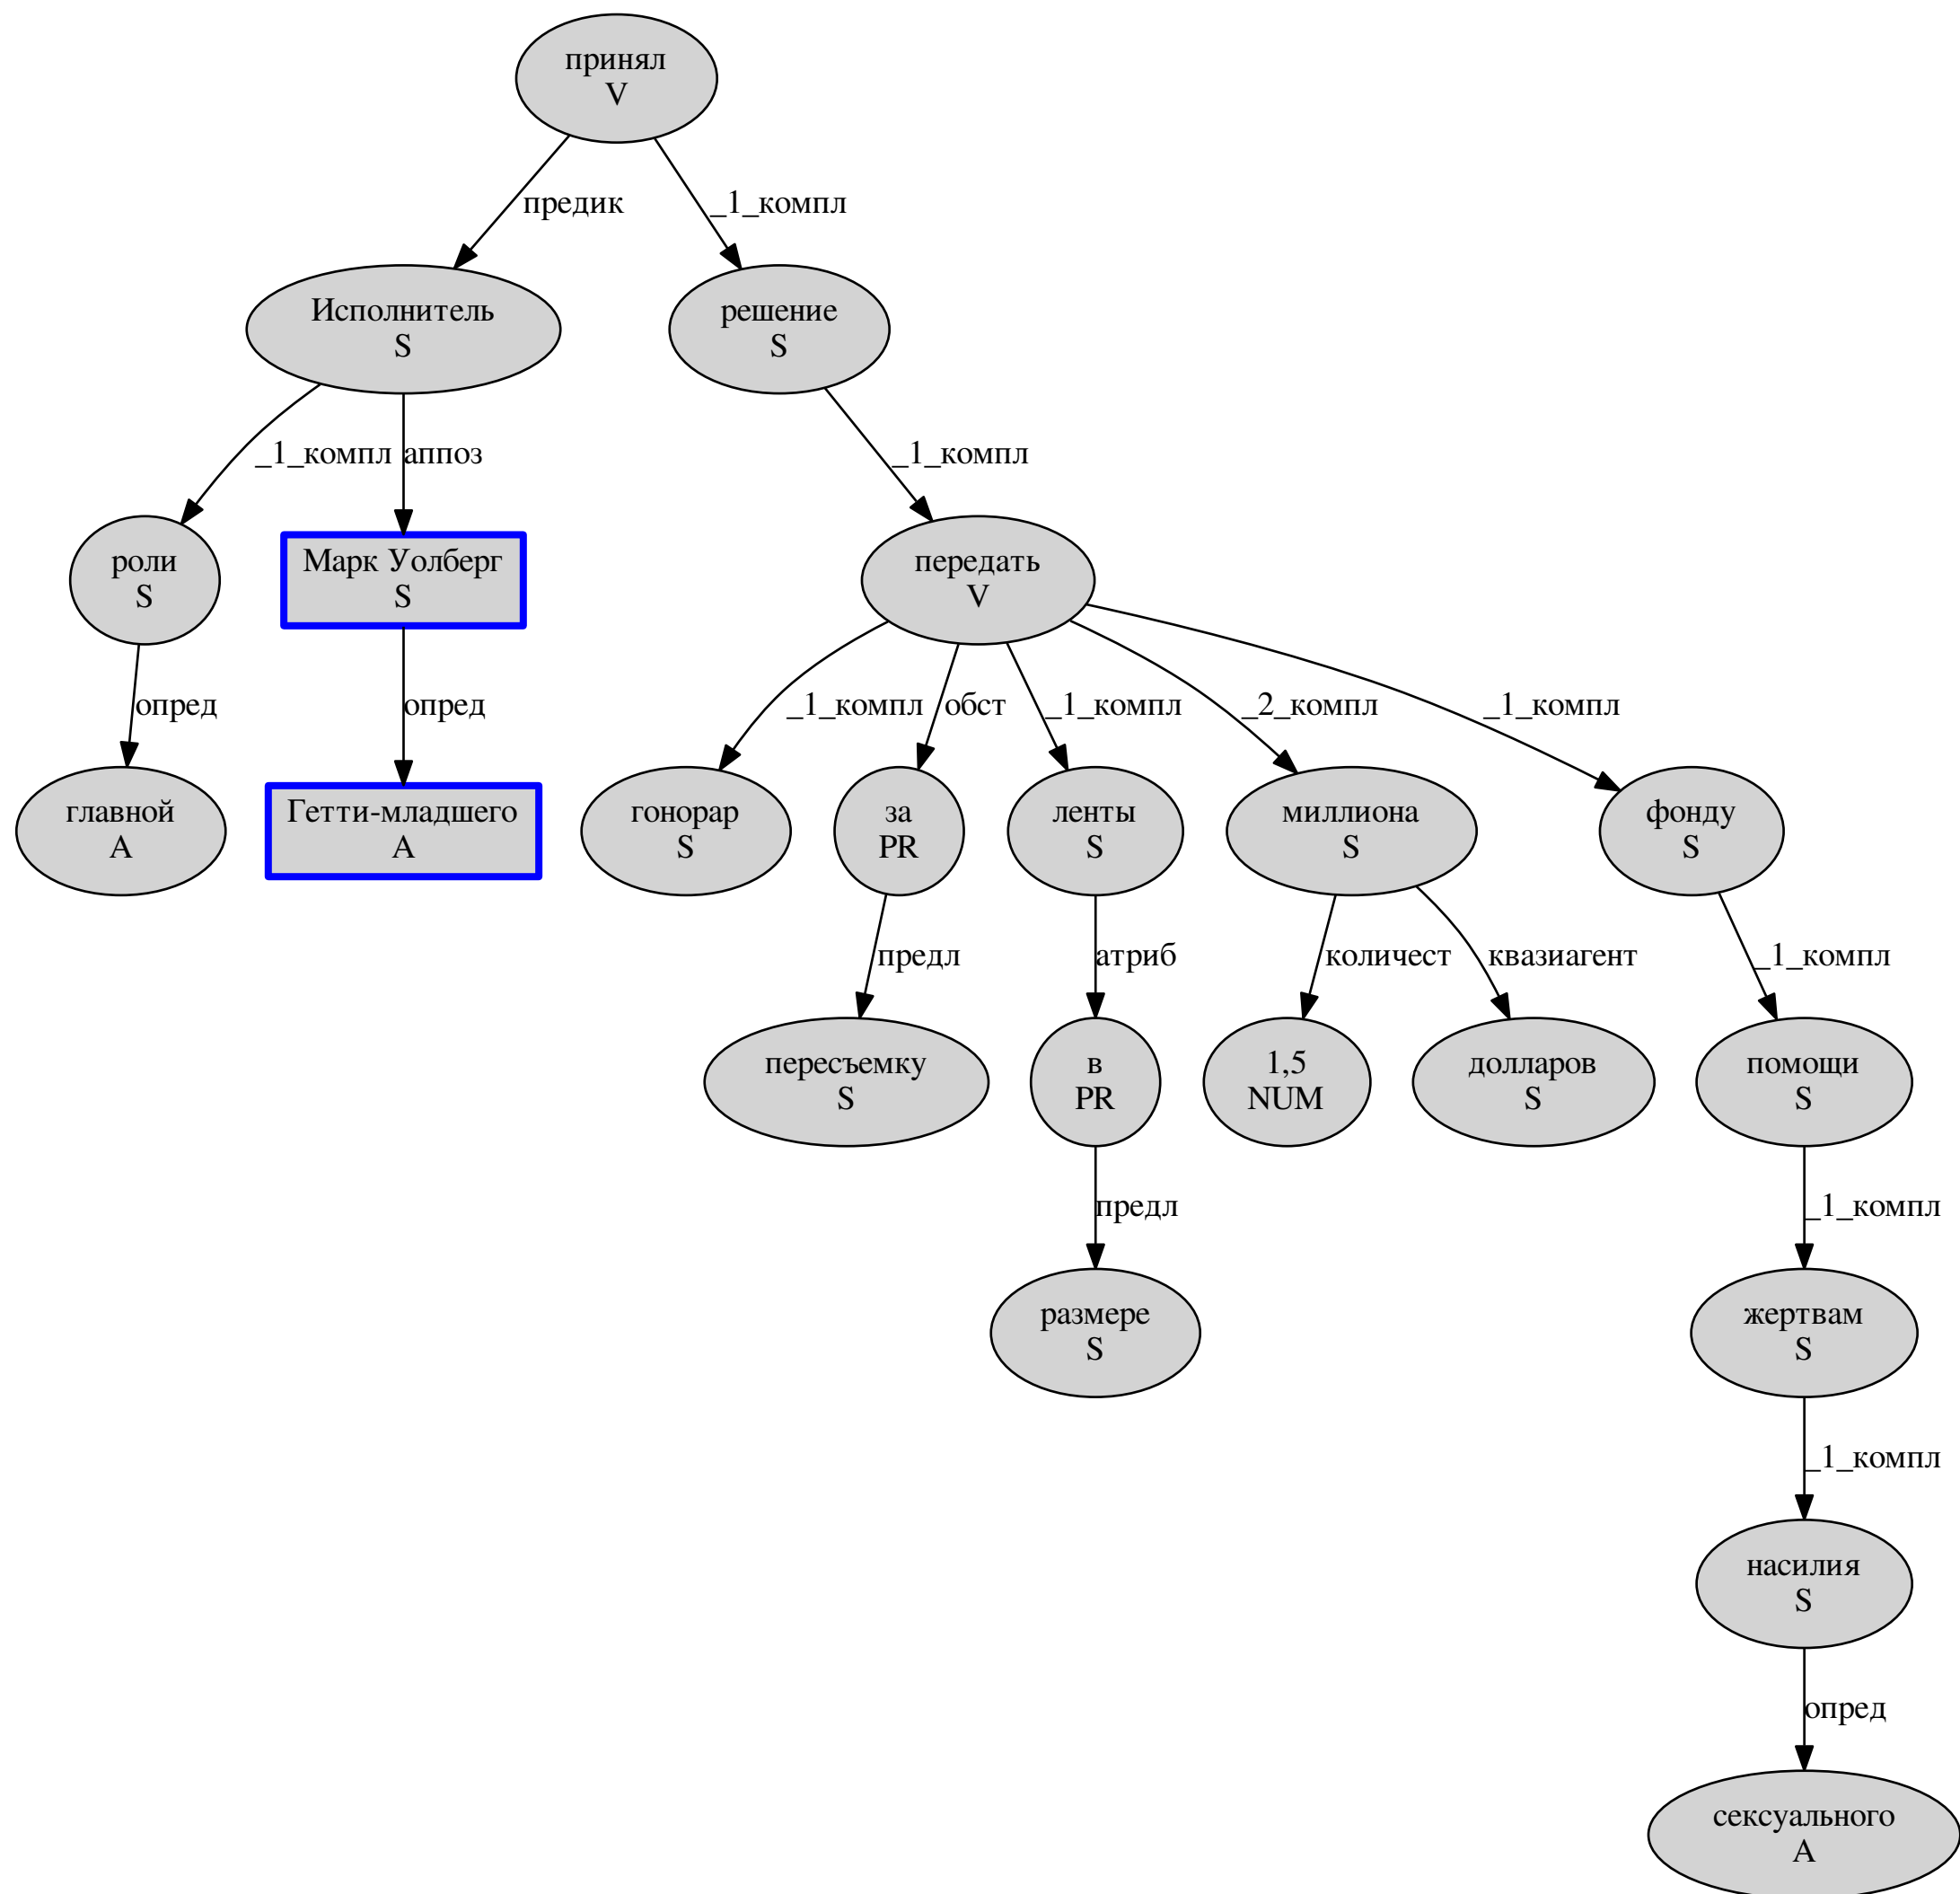 принял
V
предик
_1_компл
Исполнитель
S
решение
S
_1_компл
аппоз
_1_компл
роли
S
Марк Уолберг
S
передать
V
опред
опред
_1_компл
обст
_1_компл
_2_компл
_1_компл
главной
A
Гетти-младшего
A
гонорар
S
за
PR
ленты
S
миллиона
S
фонду
S
предл
атриб
количест
квазиагент
_1_компл
пересъемку
S
в
PR
1,5
NUM
долларов
S
помощи
S
предл
_1_компл
размере
S
жертвам
S
_1_компл
насилия
S
опред
сексуального
A